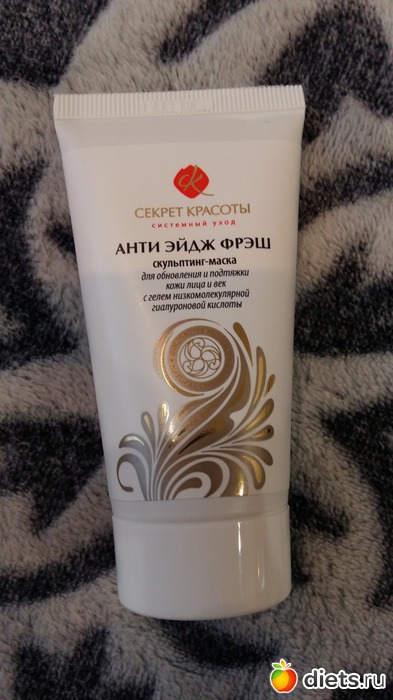 СК
СЕКРЕТ КРАСОТЫ
системный уход
АНТИ ЭЙДЖ ФРЭШ
скульптинг-маска
для обновления и подтяжки
кожи лица и век
с гелем низкомолекулярной
гиалуроновой кислоты
diets.ru